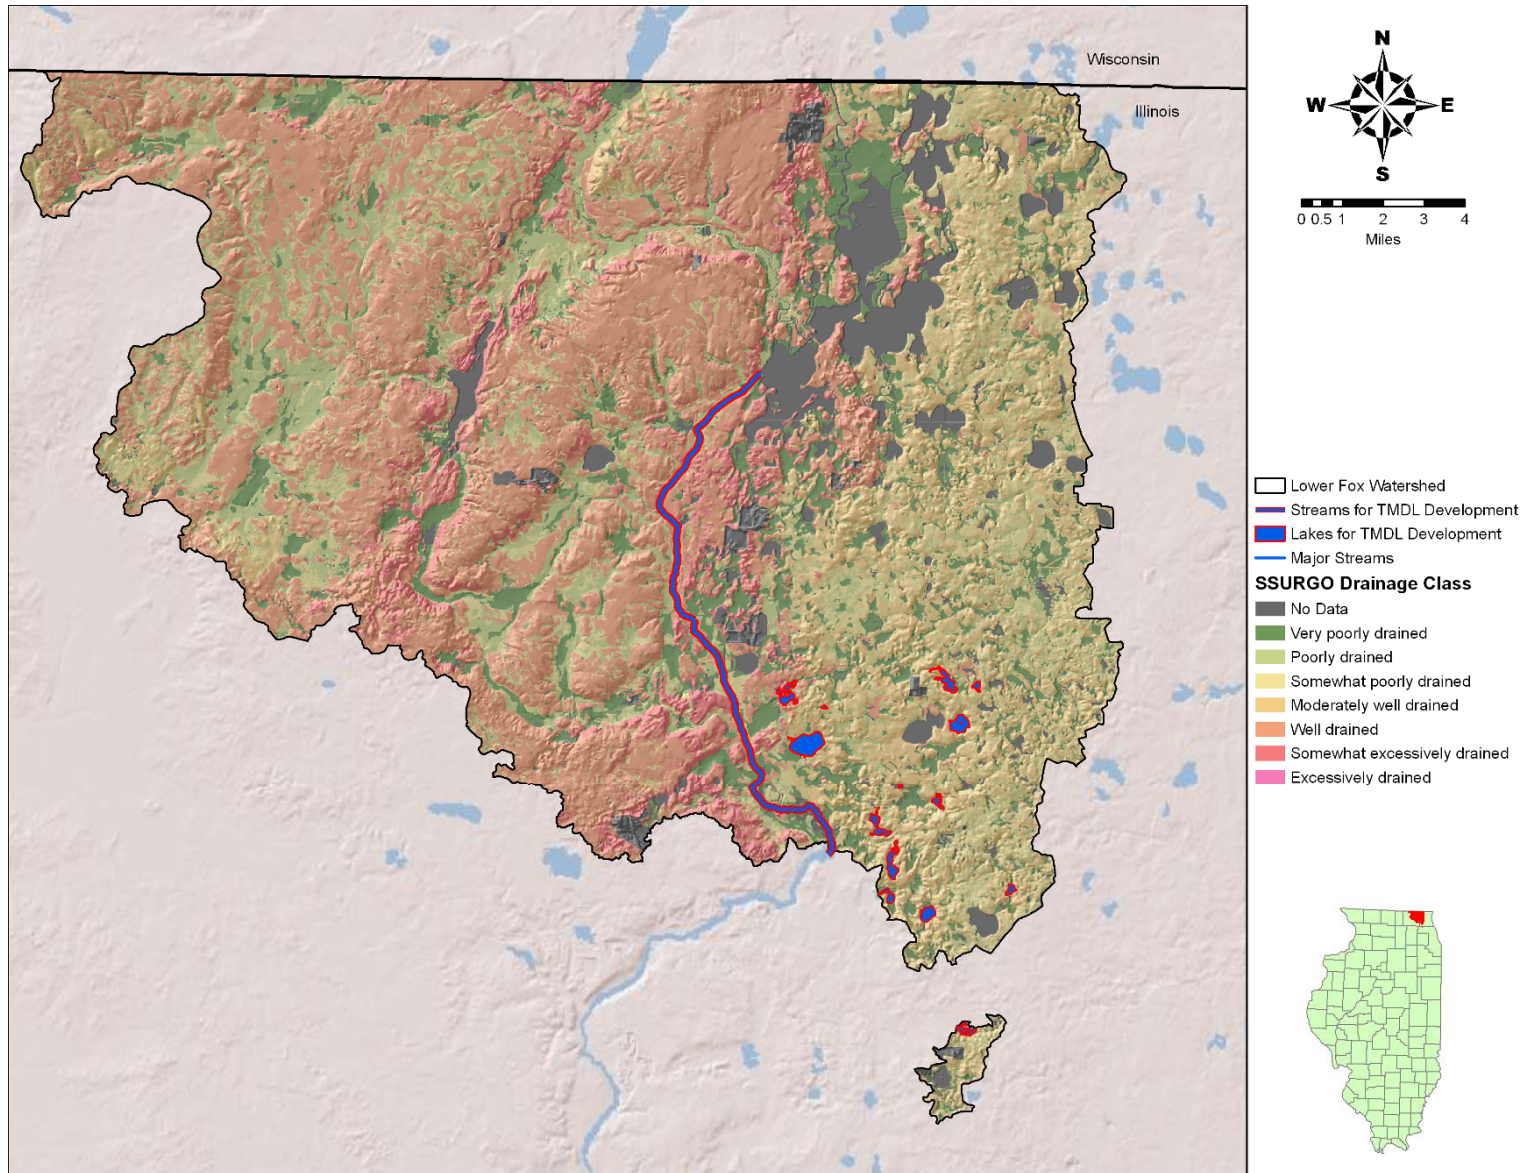 Wisconsin
Illinois
N
W E
S
0 0.5 1 2 3 4
Miles
Lower Fox Watershed
Streams for TMDL Development
Lakes for TMDL Development
Major Streams
SSURGO Drainage Class
No Data
Very poorly drained
Poorly drained
Somewhat poorly drained
Moderately well drained
Well drained
Somewhat excessively drained
Excessively drained